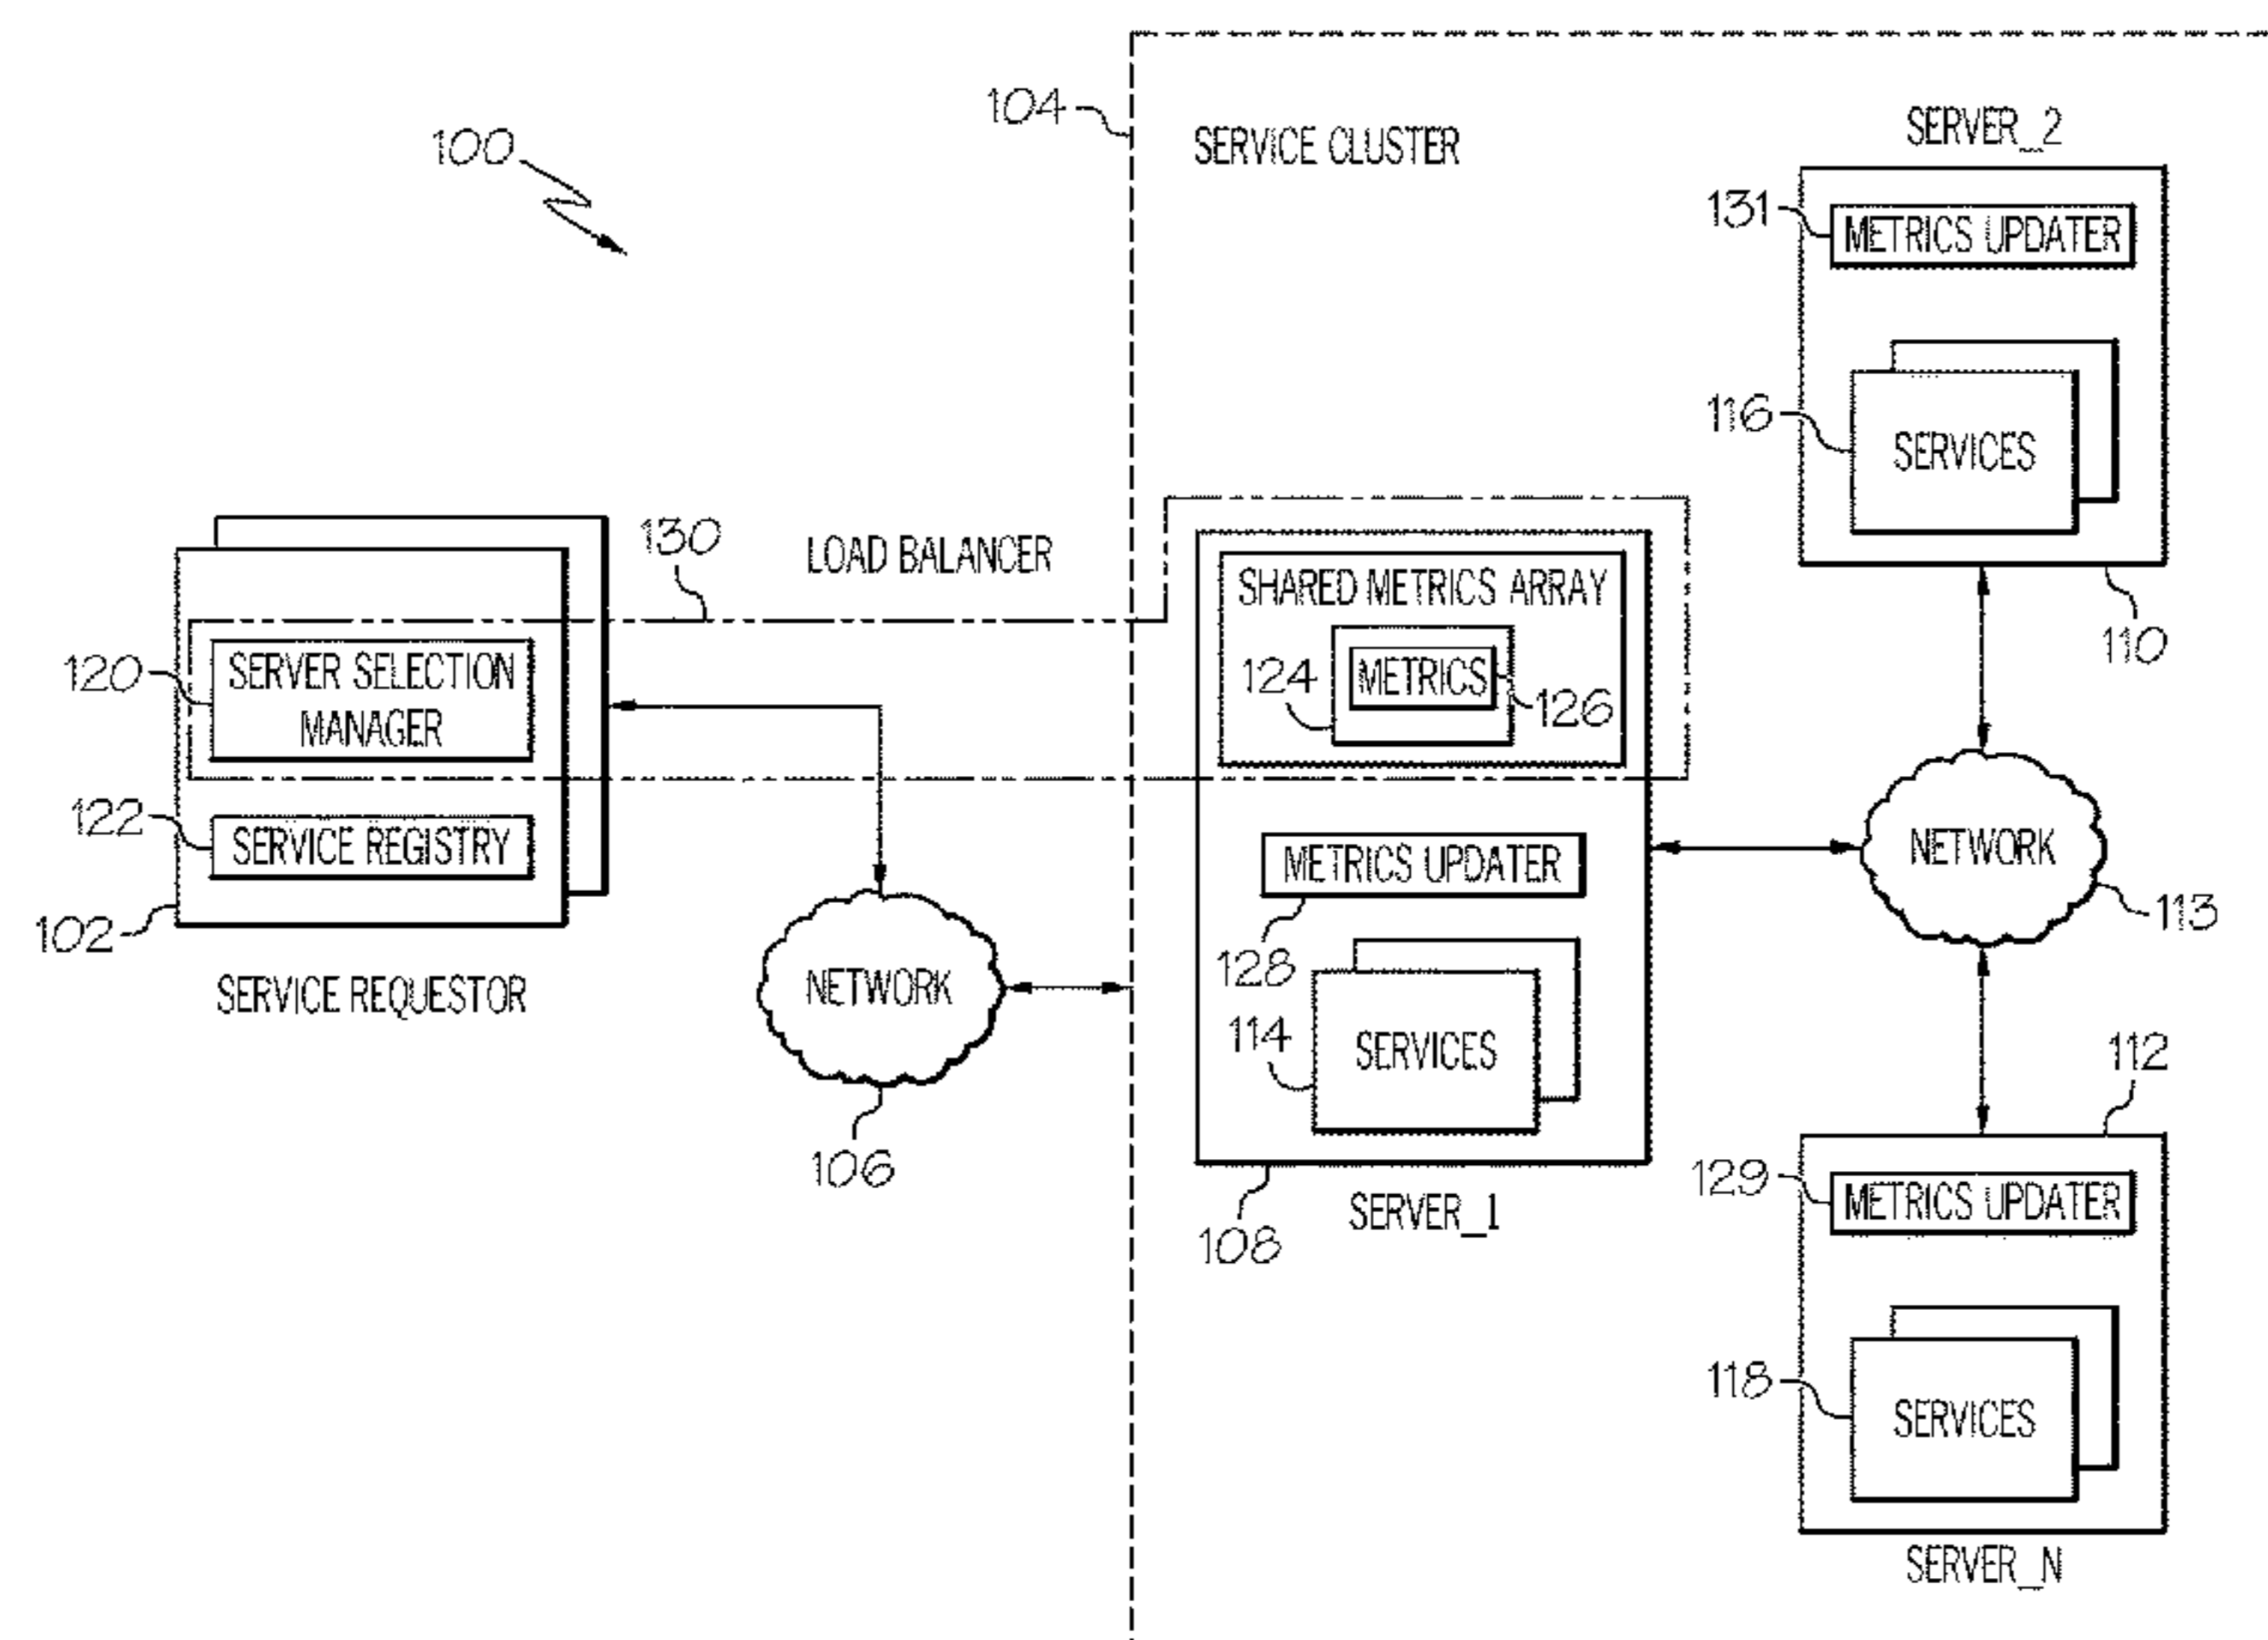 100
104
SERVICE CLUSTER
SERVER_2
131
METRICS UPDATER
116
SERVICES
110
130
LOAD BALANCER
120
SERVER SELECTION
MANAGER
122
SERVICE REGISTRY
102
SERVICE REQUESTOR
NETWORK
106
SHARED METRICS ARRAY
124
METRICS
126
METRICS UPDATER
128
114
SERVICES
108
SERVER_1
NETWORK
113
112
129
METRICS UPDATER
118
SERVICES
SERVER_N